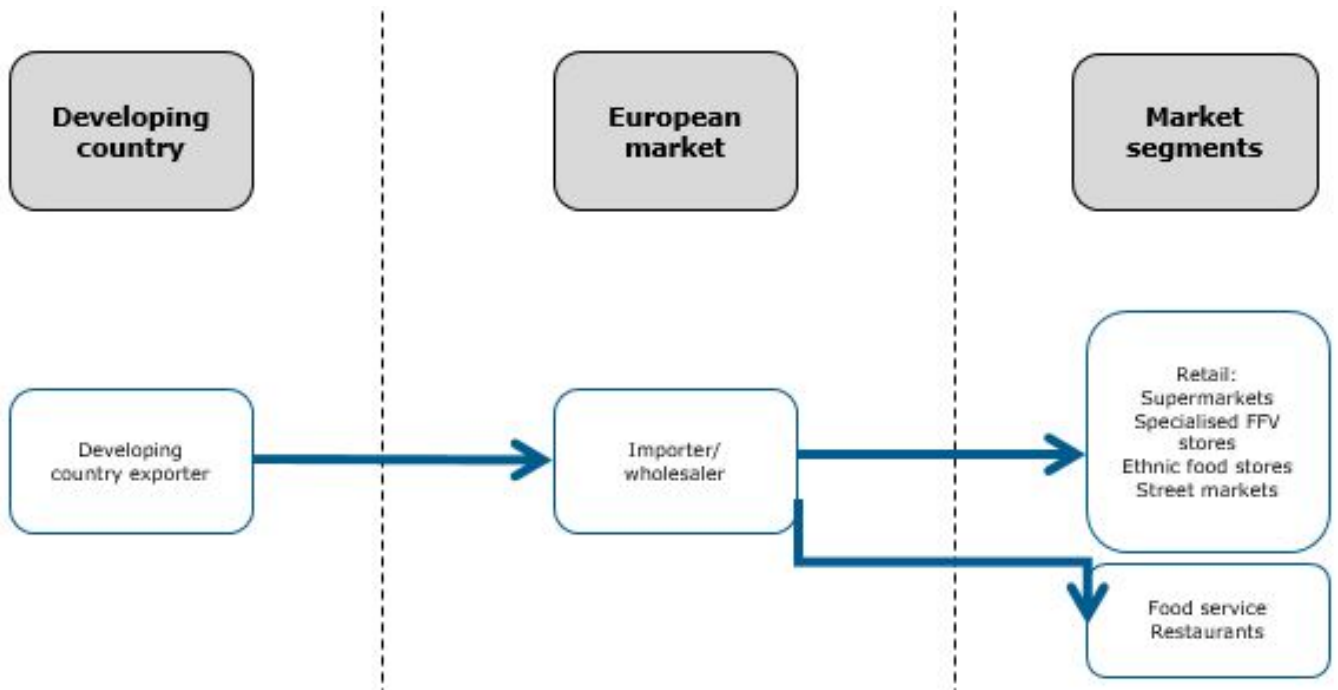 Developing
country
European
market
Market
segments
Developing
country exporter
Importer/
wholesaler
Retail:
Supermarkets
Specialised FFV
stores
Ethnic food stores
Street markets
Food service
Restaurants